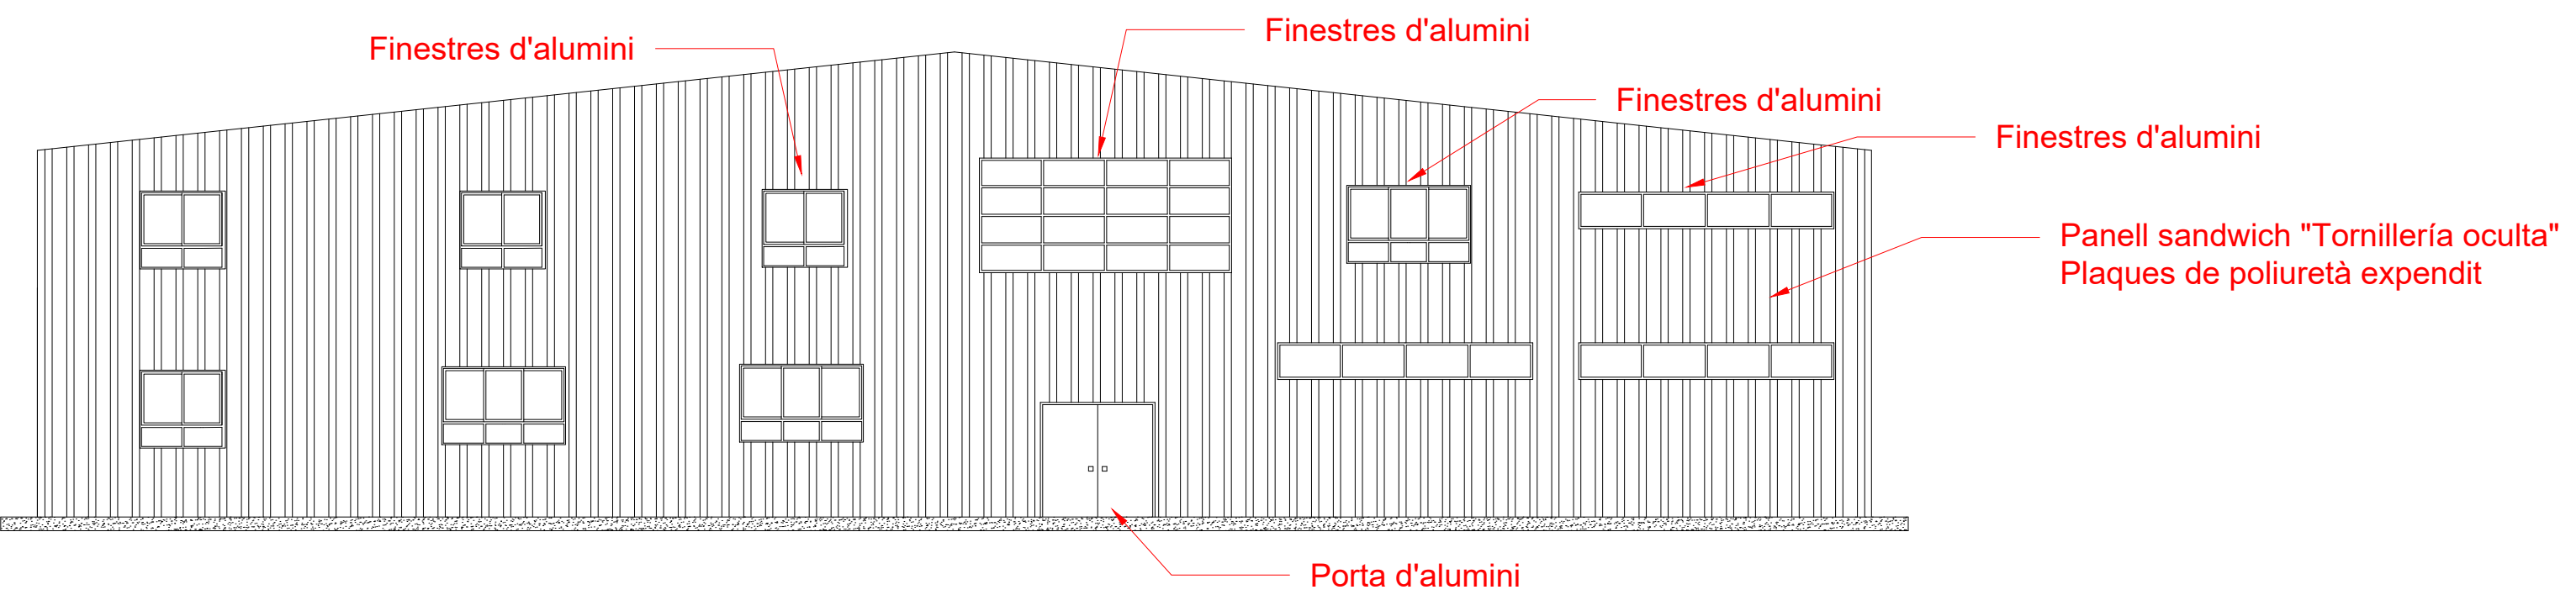 Finestres d'alumini
Finestres d'alumini
Finestres d'alumini
Finestres d'alumini
Panell sandwich "Tornillería oculta"
Plaques de poliuretà expendit
Porta d'alumini